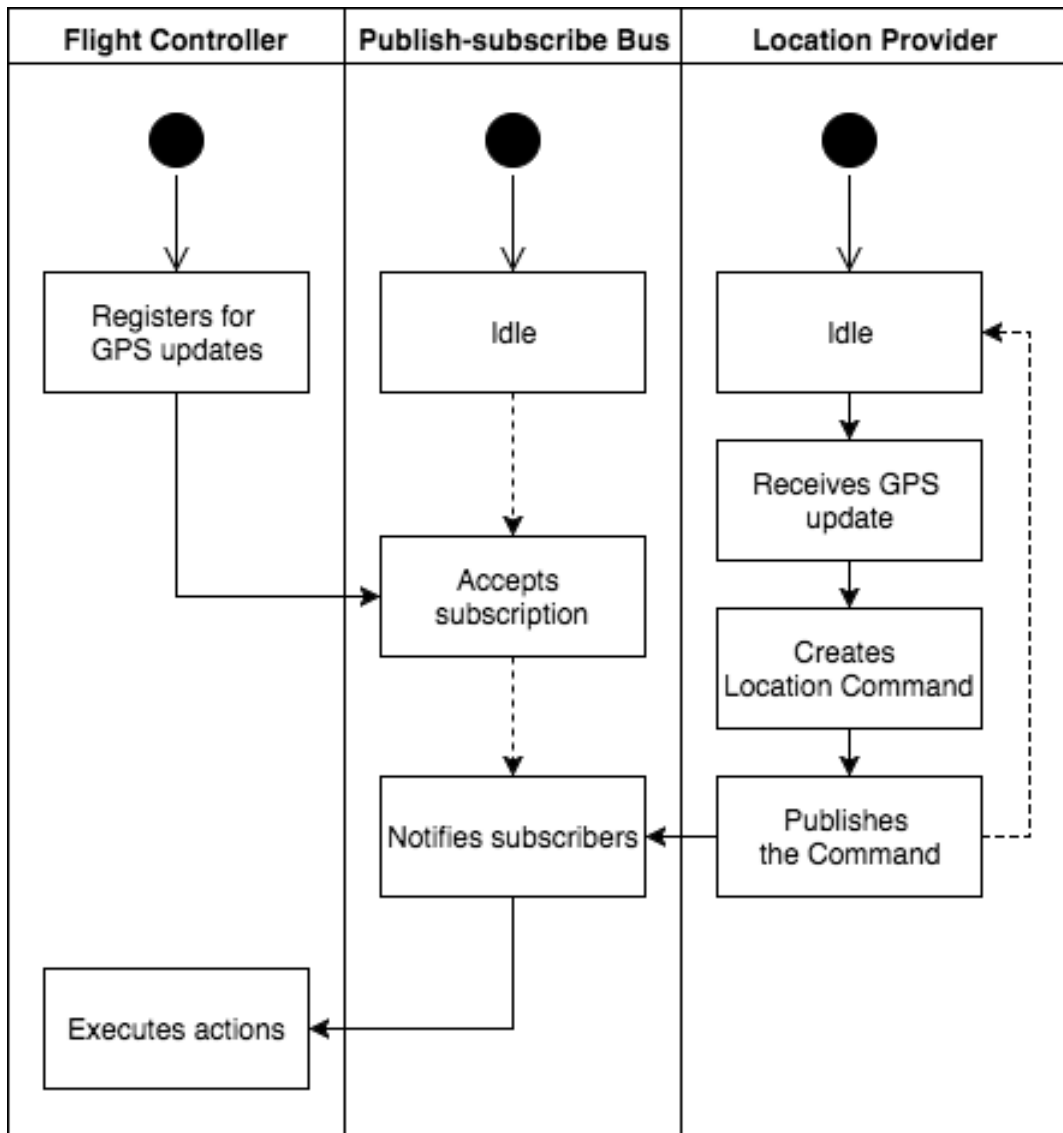 Flight Controller
Publish-subscribe Bus
Location Provider
Registers for
GPS updates
Idle
Idle
Receives GPS
update
Accepts
subscription
Creates
Location Command
Notifies subscribers
Publishes
the Command
Executes actions